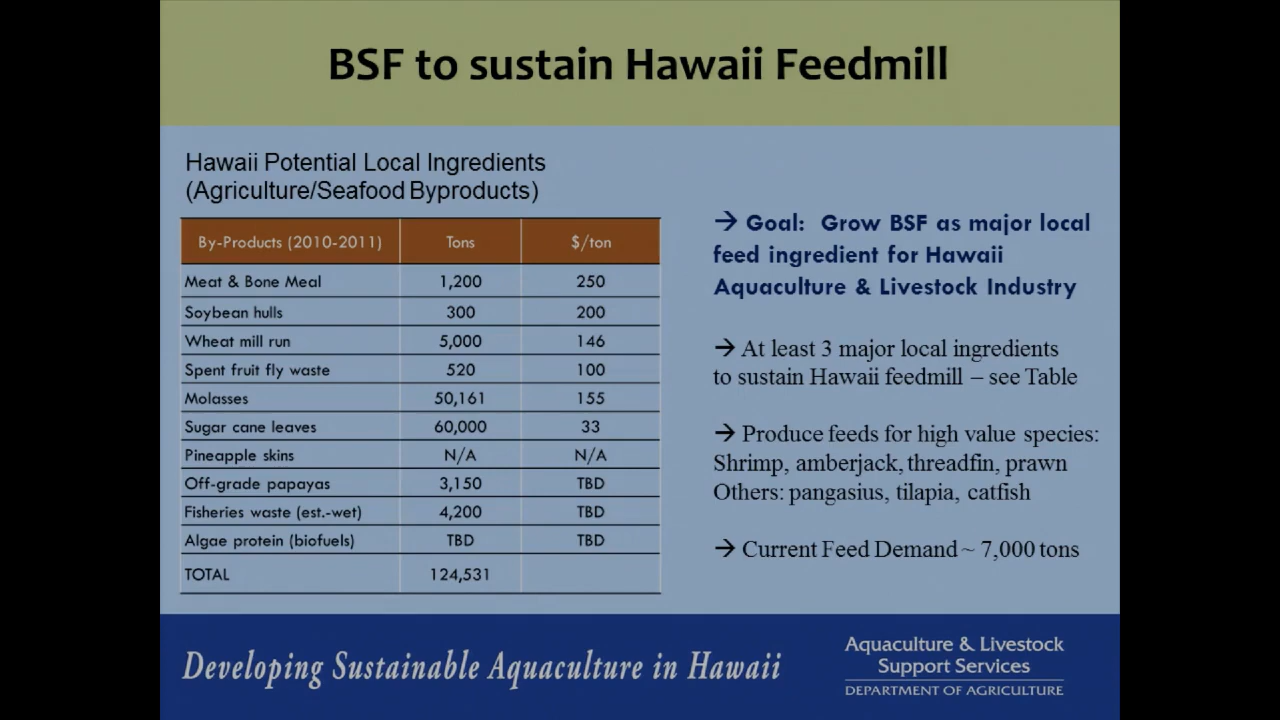 BSF to sustain Hawaii Feedmill
Hawaii Potential Local Ingredients
(Agriculture/Seafood Byproducts)
By-Products (2010-2011) Tons $/ton
Meat & Bone Meal 1,200 250
Soybean hulls 300 200
Wheat mill run 5,000 146
Spent fruit fly waste 520 100
Molasses 50,161 155
Sugar cane leaves 60,000 33
Pineapple skins N/A N/A
Off-grade papayas 3,150 TBD
Fisheries waste (est.-wet) 4,200 TBD
Algae protein (biofuels) TBD TBD
TOTAL 124,531
→ Goal: Grow BSF as major local
feed ingredient for Hawaii
Aquaculture & Livestock Industry
→ At least 3 major local ingredients
to sustain Hawaii feedmill – see Table
→ Produce feeds for high value species:
Shrimp, amberjack, threadfin, prawn
Others: pangasius, tilapia, catfish
→ Current Feed Demand ~ 7,000 tons
Developing Sustainable Aquaculture in Hawaii
Aquaculture & Livestock
Support Services
DEPARTMENT OF AGRICULTURE